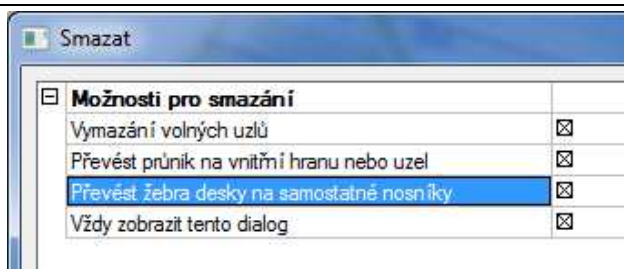 Smazat
Možnosti pro smazání
Vymazání volných uzlů
Převést průnik na vnitřní hranu nebo uzel
Převést žebra desky na samostatné nosníky
Vždy zobrazit tento dialog